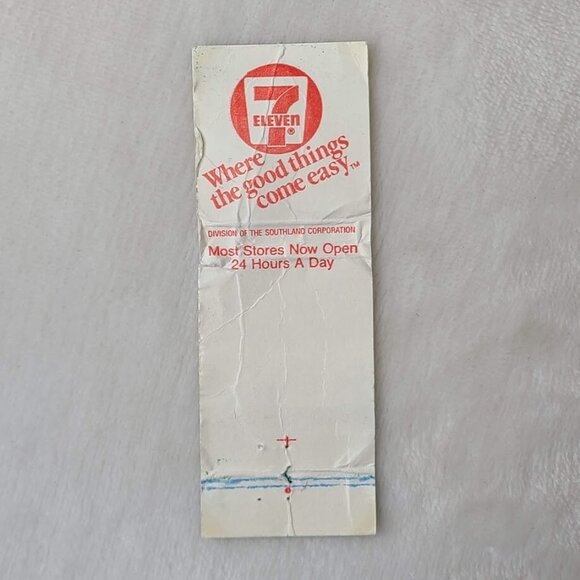 7
ELEVEN®
Where
the good things
come easy™
DIVISION OF THE SOUTHLAND CORPORATION
Most Stores Now Open
24 Hours A Day